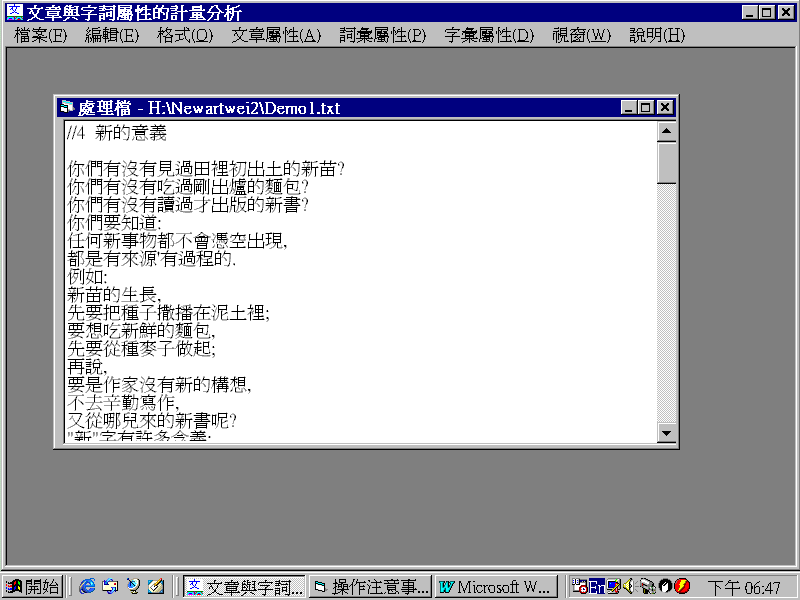 文章與字詞屬性的計量分析
檔案(F) 編輯(E) 格式(O) 文章屬性(A) 詞彙屬性(P) 字彙屬性(D) 視窗(W) 說明(H)
處理檔 - H:\Newartwei2\Demo1.txt
//4 新的意義
你們有沒有見過田裡初出土的新苗?
你們有沒有吃過剛出爐的麵包?
你們有沒有讀過才出版的新書?
你們要知道:
任何新事物都不會憑空出現,
都是有來源'有過程的.
例如:
新苗的生長,
先要把種子撒播在泥土裡;
要想吃新鮮的麵包,
先要從種麥子做起;
再說,
要是作家沒有新的構想,
不去辛勤寫作,
又從哪兒來的新書呢?
"新"字有許多含義:
開始 文章與字詞... 操作注意事... Microsoft W... En 下午 06:47